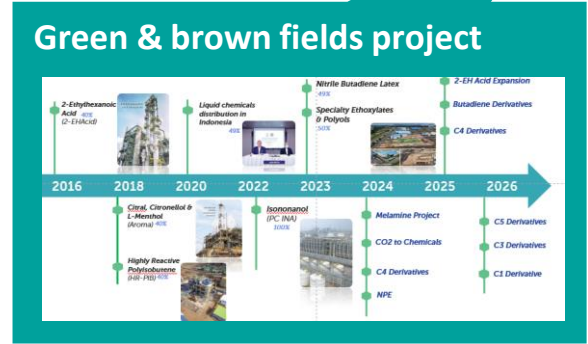 Green & brown fields project
2-Ethylhexanoic
Acid 40%
(2-EHAcid)
Liquid chemicals
distribution in
Indonesia
49%
Nitrile Butadiene Latex
49%
Specialty Ethoxylates
& Polyols
50%
2-EH Acid Expansion
Butadiene Derivatives
C4 Derivatives
2016 2018 2020 2022 2023 2024 2025 2026
Citral, Citronellol &
L-Menthol
(Aroma) 40%
Highly Reactive
Polyisobutene
(HR-PIB) 40%
Isononanol
(PC INA)
100%
Melamine Project
CO2 to Chemicals
C4 Derivatives
NPE
C5 Derivatives
C3 Derivatives
C1 Derivative